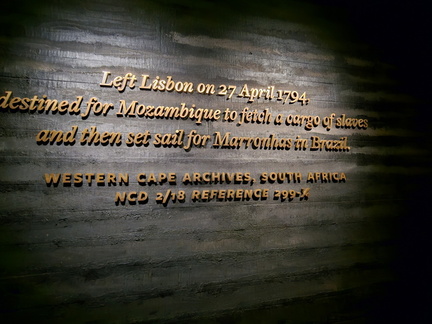 Left Lisbon on 27 April 1794,
destined for Mozambique to fetch a cargo of slaves
and then set sail for Marronhas in Brazil.
WESTERN CAPE ARCHIVES, SOUTH AFRICA
NCD 2/18 REFERENCE